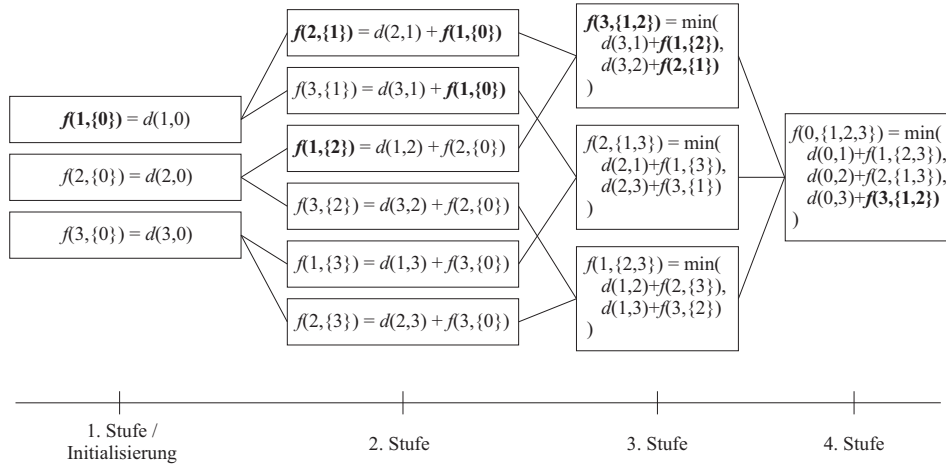 f(1,{0}) = d(1,0)
f(2,{0}) = d(2,0)
f(3,{0}) = d(3,0)
f(2,{1}) = d(2,1) + f(1,{0})
f(3,{1}) = d(3,1) + f(1,{0})
f(1,{2}) = d(1,2) + f(2,{0})
f(3,{2}) = d(3,2) + f(2,{0})
f(1,{3}) = d(1,3) + f(3,{0})
f(2,{3}) = d(2,3) + f(3,{0})
f(3,{1,2}) = min(
d(3,1)+f(1,{2}),
d(3,2)+f(2,{1})
)
f(2,{1,3}) = min(
d(2,1)+f(1,{3}),
d(2,3)+f(3,{1})
)
f(1,{2,3}) = min(
d(1,2)+f(2,{3}),
d(1,3)+f(3,{2})
)
f(0,{1,2,3}) = min(
d(0,1)+f(1,{2,3}),
d(0,2)+f(2,{1,3}),
d(0,3)+f(3,{1,2})
)
1. Stufe /
Initialisierung
2. Stufe
3. Stufe
4. Stufe